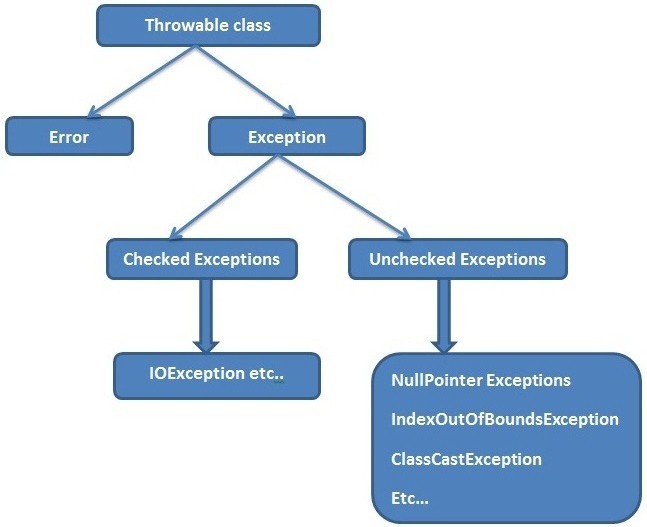 Throwable class
Error
Exception
Checked Exceptions
Unchecked Exceptions
IOException etc..
NullPointer Exceptions
IndexOutOfBoundsException
ClassCastException
Etc...